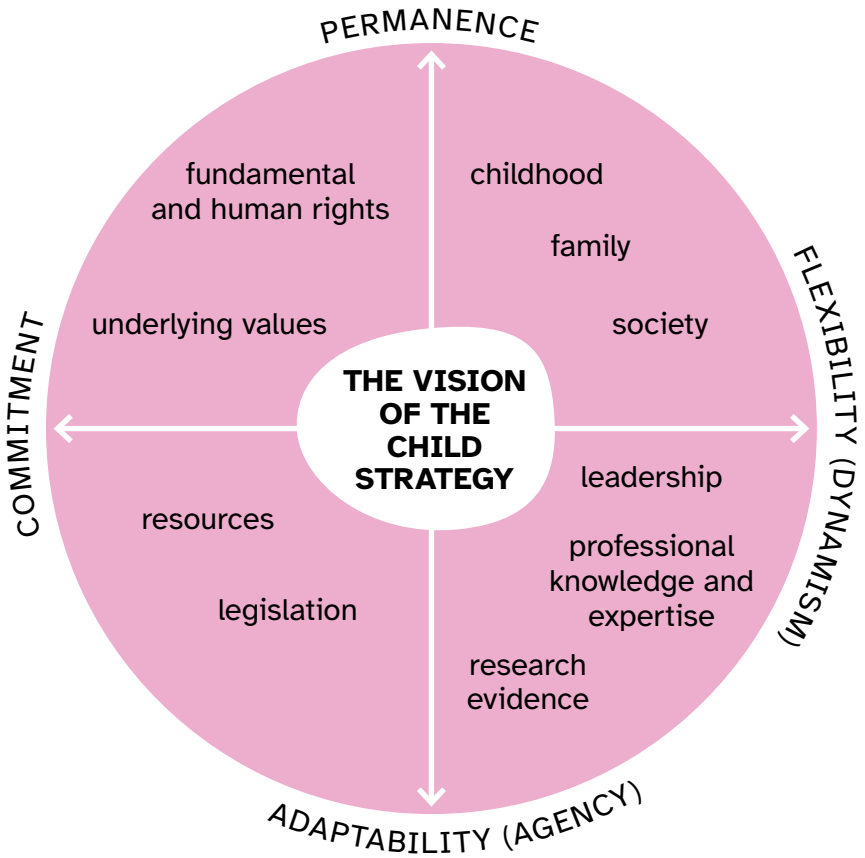 PERMANENCE
fundamental
and human rights
underlying values
childhood
family
society
COMMITMENT
FLEXIBILITY (DYNAMISM)
THE VISION
OF THE
CHILD
STRATEGY
resources
legislation
leadership
professional
knowledge and
expertise
research
evidence
ADAPTABILITY (AGENCY)